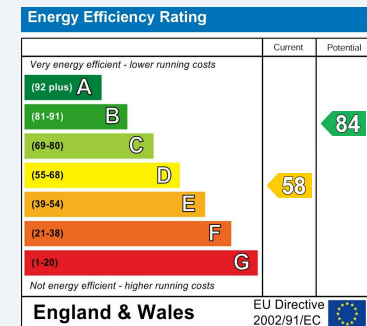 Energy Efficiency Rating
Current Potential
Very energy efficient - lower running costs
(92 plus) A
(81-91) B
84
(69-80) C
(55-68) D
58
(39-54) E
(21-38) F
(1-20) G
Not energy efficient - higher running costs
England & Wales
EU Directive
2002/91/EC